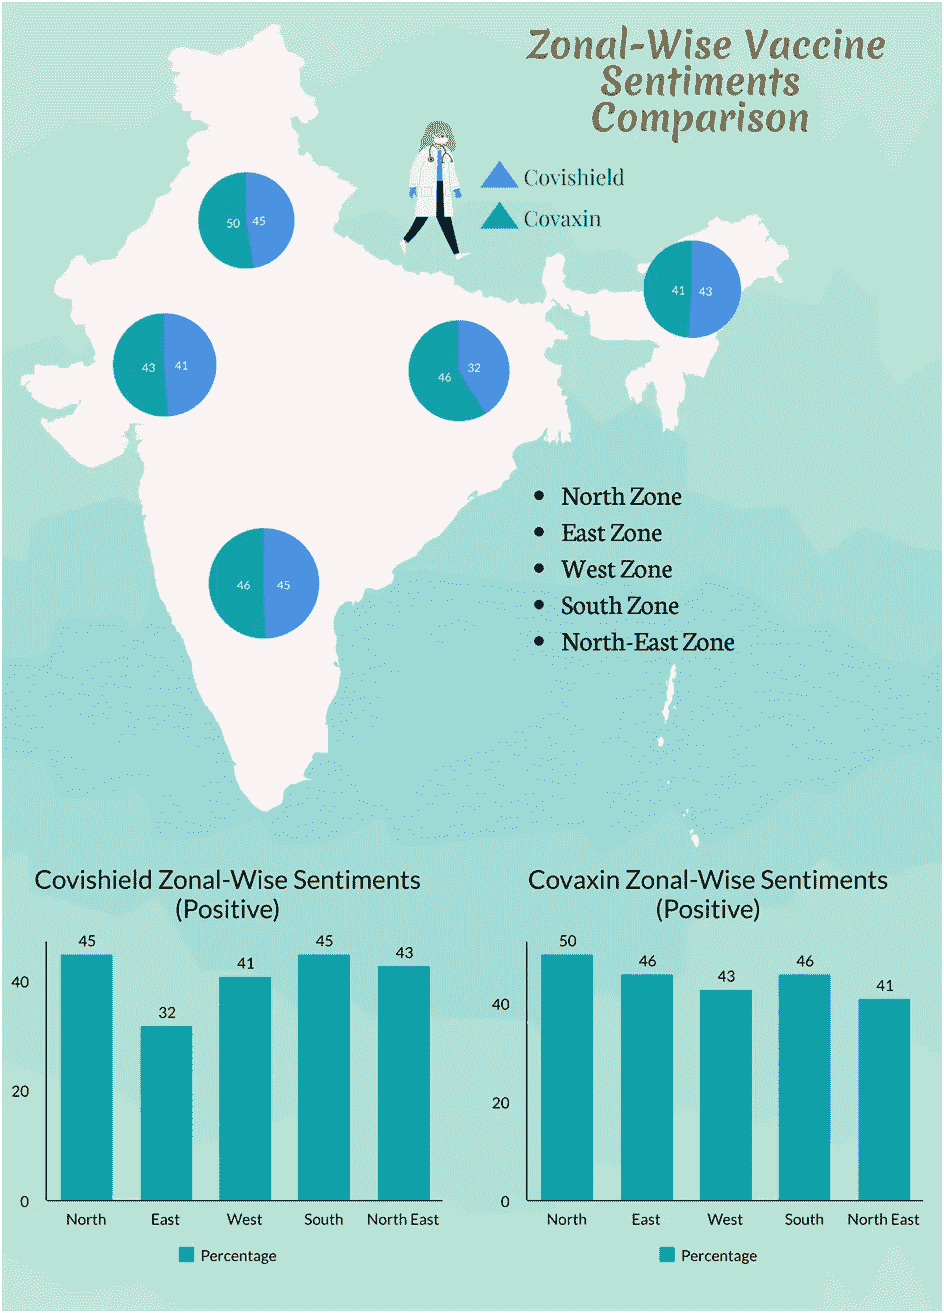 Zonal-Wise Vaccine
Sentiments
Comparison
Covishield
Covaxin
50 45
41 43
43 41
46 32
46 45
• North Zone
• East Zone
• West Zone
• South Zone
• North-East Zone
Covishield Zonal-Wise Sentiments
(Positive)
45
32
41
45
43
40
20
0
North East West South North East
Percentage
Covaxin Zonal-Wise Sentiments
(Positive)
50
46
43
46
41
40
20
0
North East West South North East
Percentage